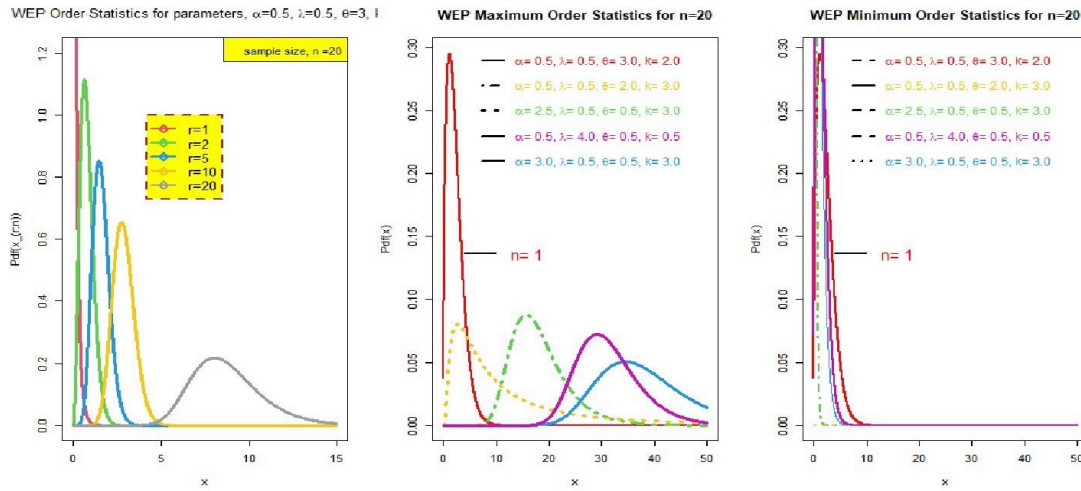 WEP Order Statistics for parameters, α=0.5, λ=0.5, θ=3,
sample size, n =20
r=1
r=2
r=5
r=10
r=20
Pdf(x_(r:n))
0.0
0.2
0.4
0.6
0.8
1.0
1.2
0
5
10
15
x
WEP Maximum Order Statistics for n=20
α= 0.5, λ= 0.5, θ= 3.0, k= 2.0
α= 0.5, λ= 0.5, θ= 2.0, k= 3.0
α= 2.5, λ= 0.5, θ= 0.5, k= 3.0
α= 0.5, λ= 4.0, θ= 0.5, k= 0.5
α= 3.0, λ= 0.5, θ= 0.5, k= 3.0
n= 1
Pdf(x)
0.00
0.05
0.10
0.15
0.20
0.25
0.30
0
10
20
30
40
50
x
WEP Minimum Order Statistics for n=20
α= 0.5, λ= 0.5, θ= 3.0, k= 2.0
α= 0.5, λ= 0.5, θ= 2.0, k= 3.0
α= 2.5, λ= 0.5, θ= 0.5, k= 3.0
α= 0.5, λ= 4.0, θ= 0.5, k= 0.5
α= 3.0, λ= 0.5, θ= 0.5, k= 3.0
n= 1
Pdf(x)
0.00
0.05
0.10
0.15
0.20
0.25
0.30
0
10
20
30
40
50
x